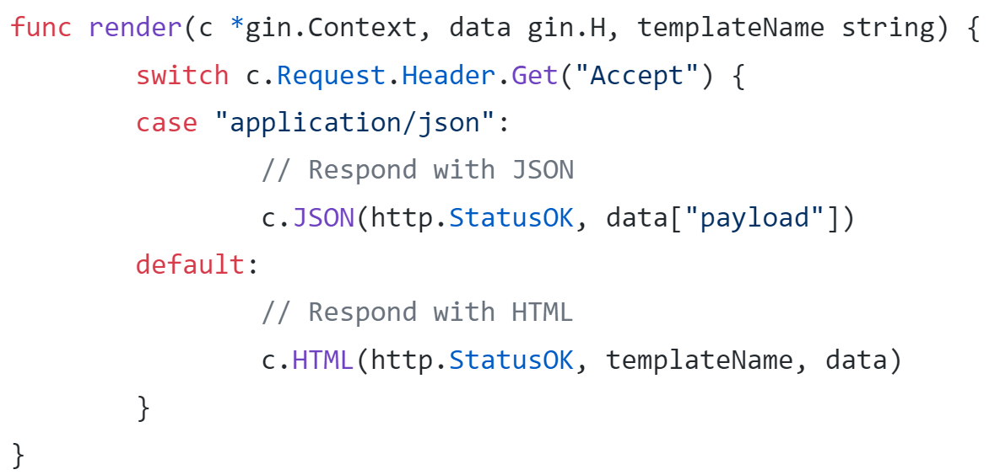 func render(c *gin.Context, data gin.H, templateName string) {
        switch c.Request.Header.Get("Accept") {
        case "application/json":
                // Respond with JSON
                c.JSON(http.StatusOK, data["payload"])
        default:
                // Respond with HTML
                c.HTML(http.StatusOK, templateName, data)
        }
}